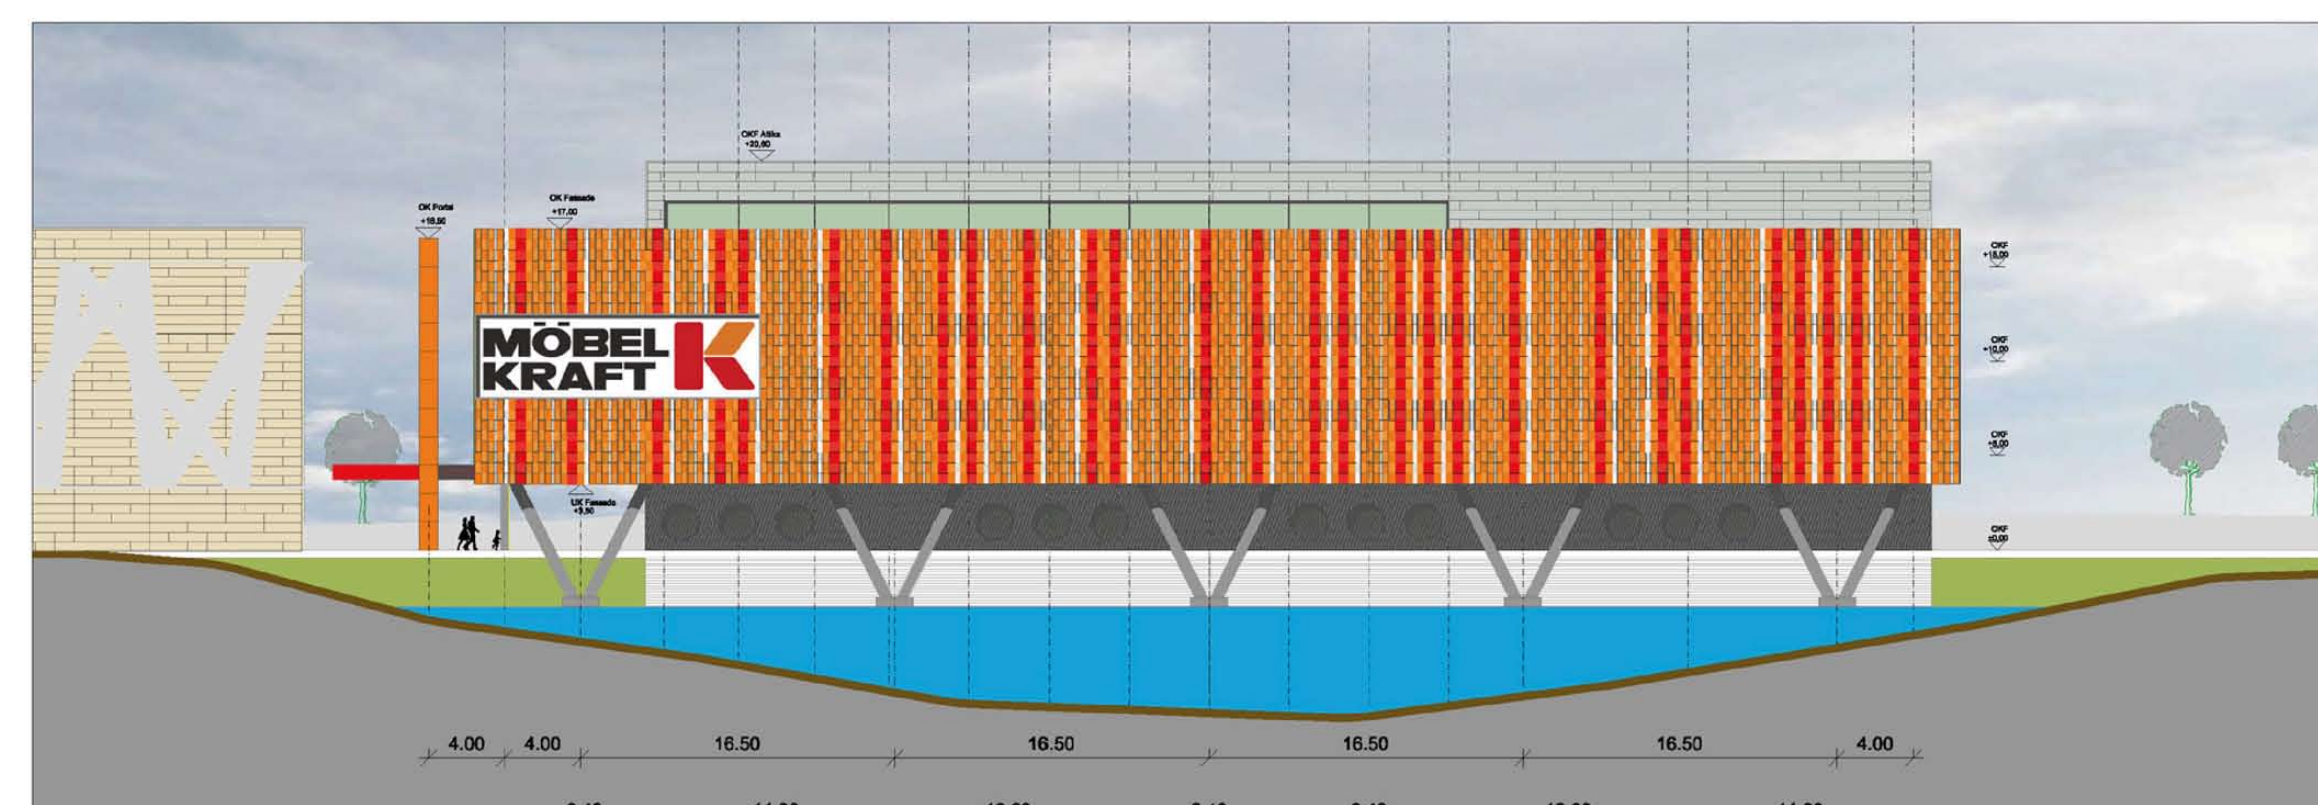 OKF Attika
+20,60
OK Fassade
+17,00
OK Portal
+16,50
OKF
+15,00
MÖBEL
KRAFT
K
OKF
+10,00
OKF
+5,00
UK Fassade
+3,50
OKF
±0,00
4.00 4.00 16.50 16.50 16.50 16.50 4.00